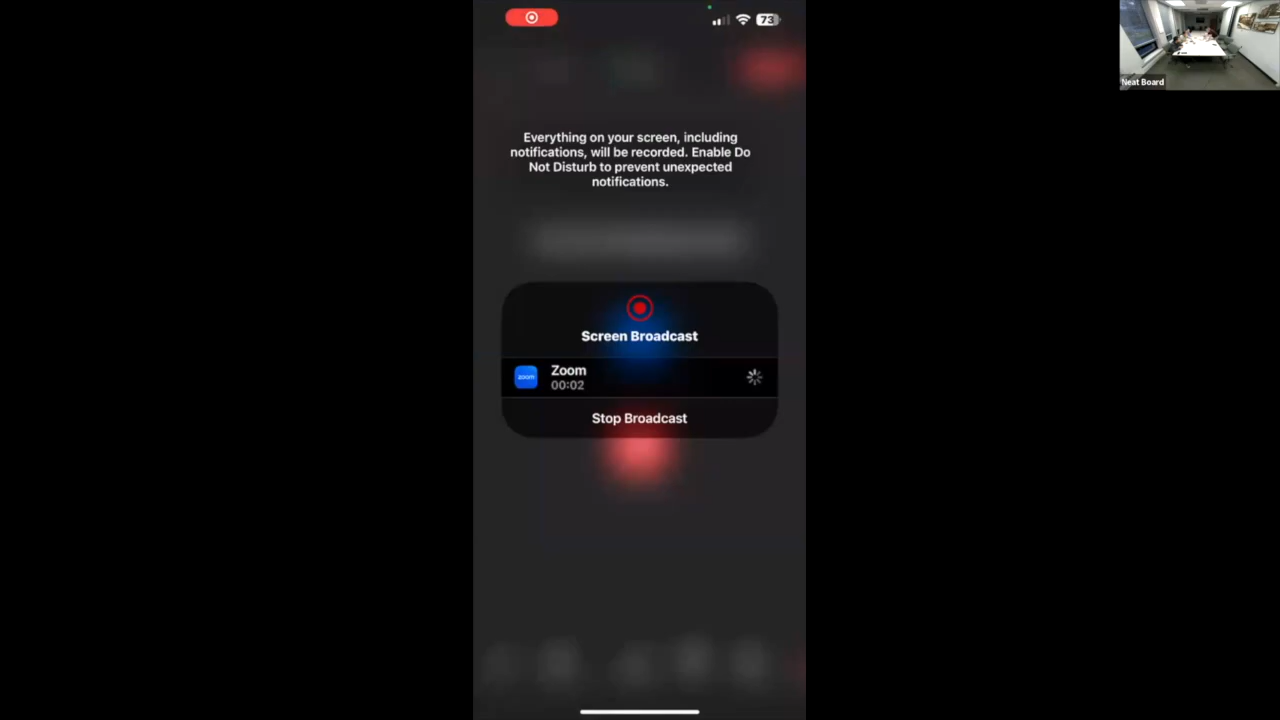 73
Neat Board
Everything on your screen, including
notifications, will be recorded. Enable Do
Not Disturb to prevent unexpected
notifications.
Screen Broadcast
zoom
Zoom
00:02
Stop Broadcast